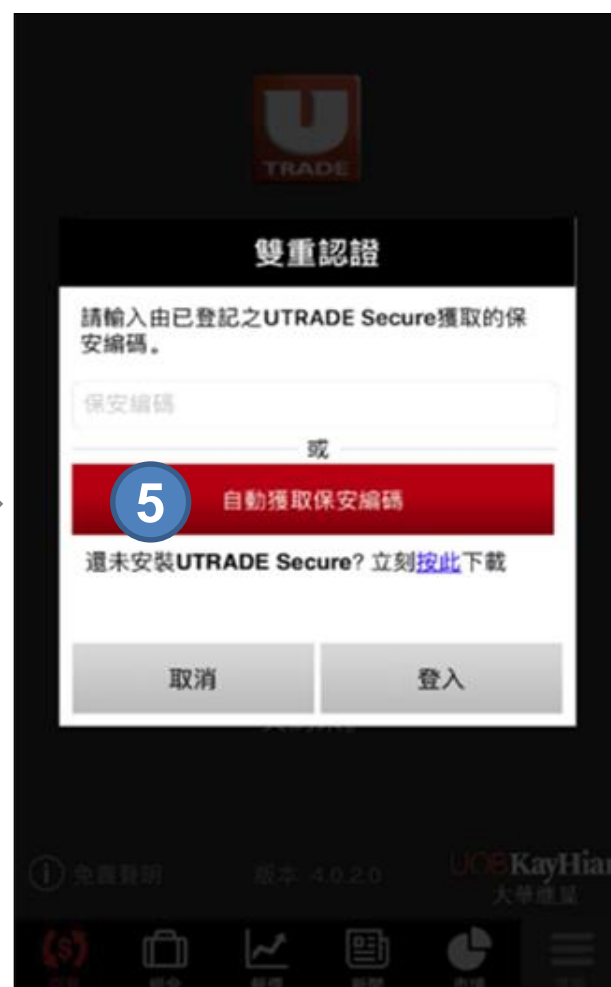 U
TRADE
雙重認證
請輸入由已登記之UTRADE Secure獲取的保
安編碼。
保安編碼
或
5
自動獲取保安編碼
還未安裝UTRADE Secure? 立刻按此下載
取消
登入
免責聲明
版本 4.0.2.0
UOBKayHian
大華繼顯